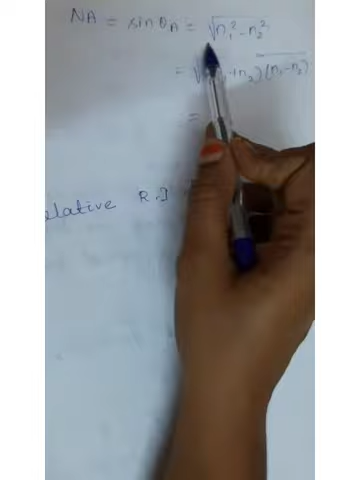 NA = sin θA = √n₁² - n₂²
= √(n₁+n₂)(n₁-n₂)
=
elative R.I